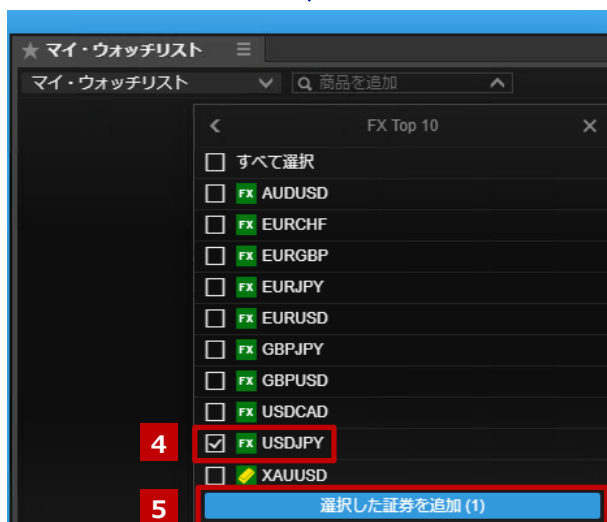 ★ マイ・ウォッチリスト ☰
マイ・ウォッチリスト 商品を追加
FX Top 10 ×
すべて選択
FX AUDUSD
FX EURCHF
FX EURGBP
FX EURJPY
FX EURUSD
FX GBPJPY
FX GBPUSD
FX USDCAD
4 FX USDJPY
XAUUSD
5 選択した証券を追加 (1)